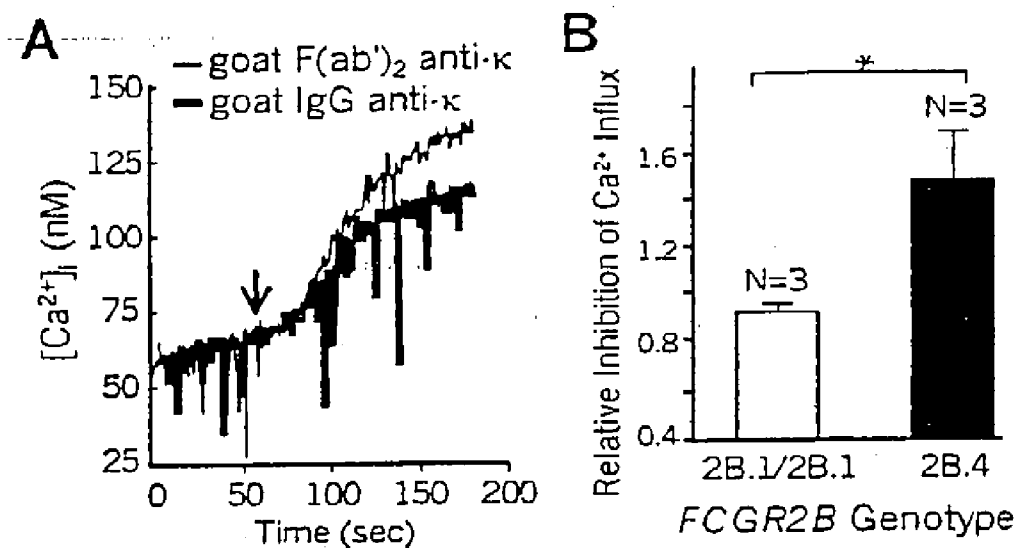 A
goat F(ab')₂ anti-κ
goat IgG anti-κ
150
125
100
75
50
25
[Ca²⁺]i (nM)
0 50 100 150 200
Time (sec)
B
*
N=3
N=3
1.6
1.2
0.8
0.4
Relative Inhibition of Ca²⁺ Influx
2B.1/2B.1 2B.4
FCGR2B Genotype